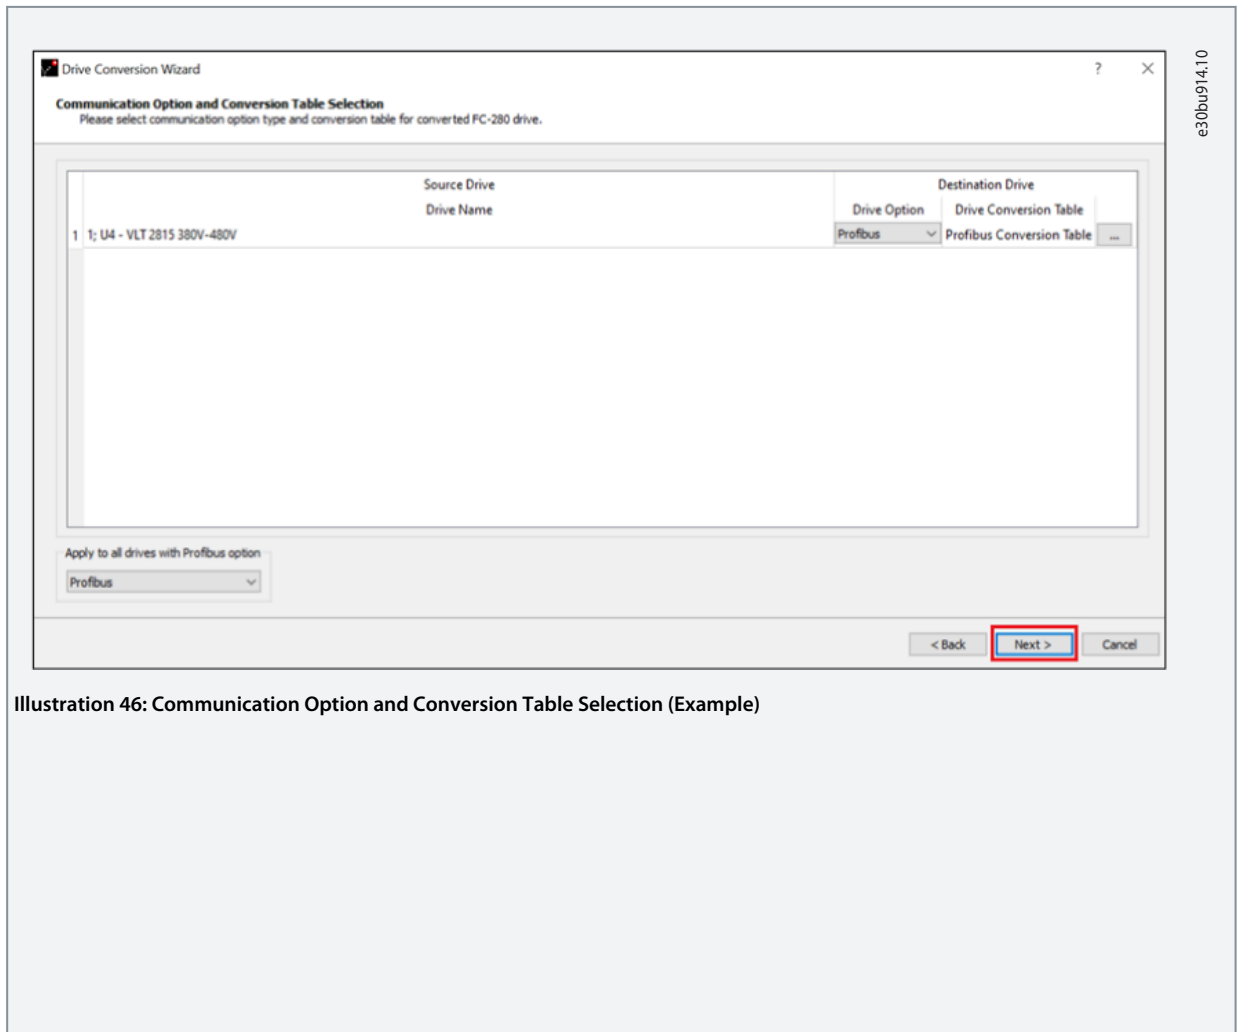 Drive Conversion Wizard
?
Communication Option and Conversion Table Selection
Please select communication option type and conversion table for converted FC-280 drive.
Source Drive
Destination Drive
Drive Name
Drive Option
Drive Conversion Table
1 1; U4 - VLT 2815 380V-480V
Profibus
Profibus Conversion Table
...
Apply to all drives with Profibus option
Profibus
< Back
Next >
Cancel
e30bu914.10
Illustration 46: Communication Option and Conversion Table Selection (Example)